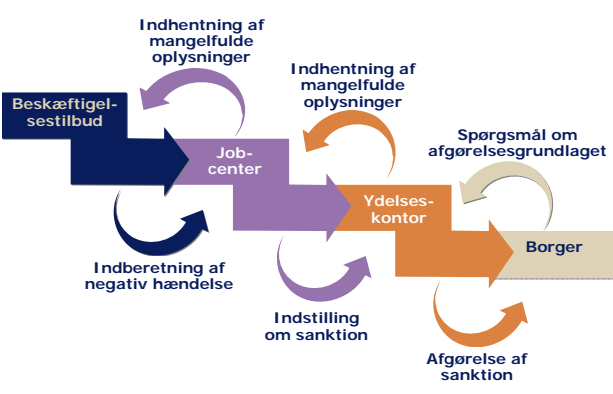 Indhentning af
mangelfulde
oplysninger
Indhentning af
mangelfulde
oplysninger
Beskæftigel-
sestilbud
Spørgsmål om
afgørelsesgrundlaget
Job-
center
Ydelses-
kontor
Borger
Indberetning af
negativ hændelse
Indstilling
om sanktion
Afgørelse af
sanktion